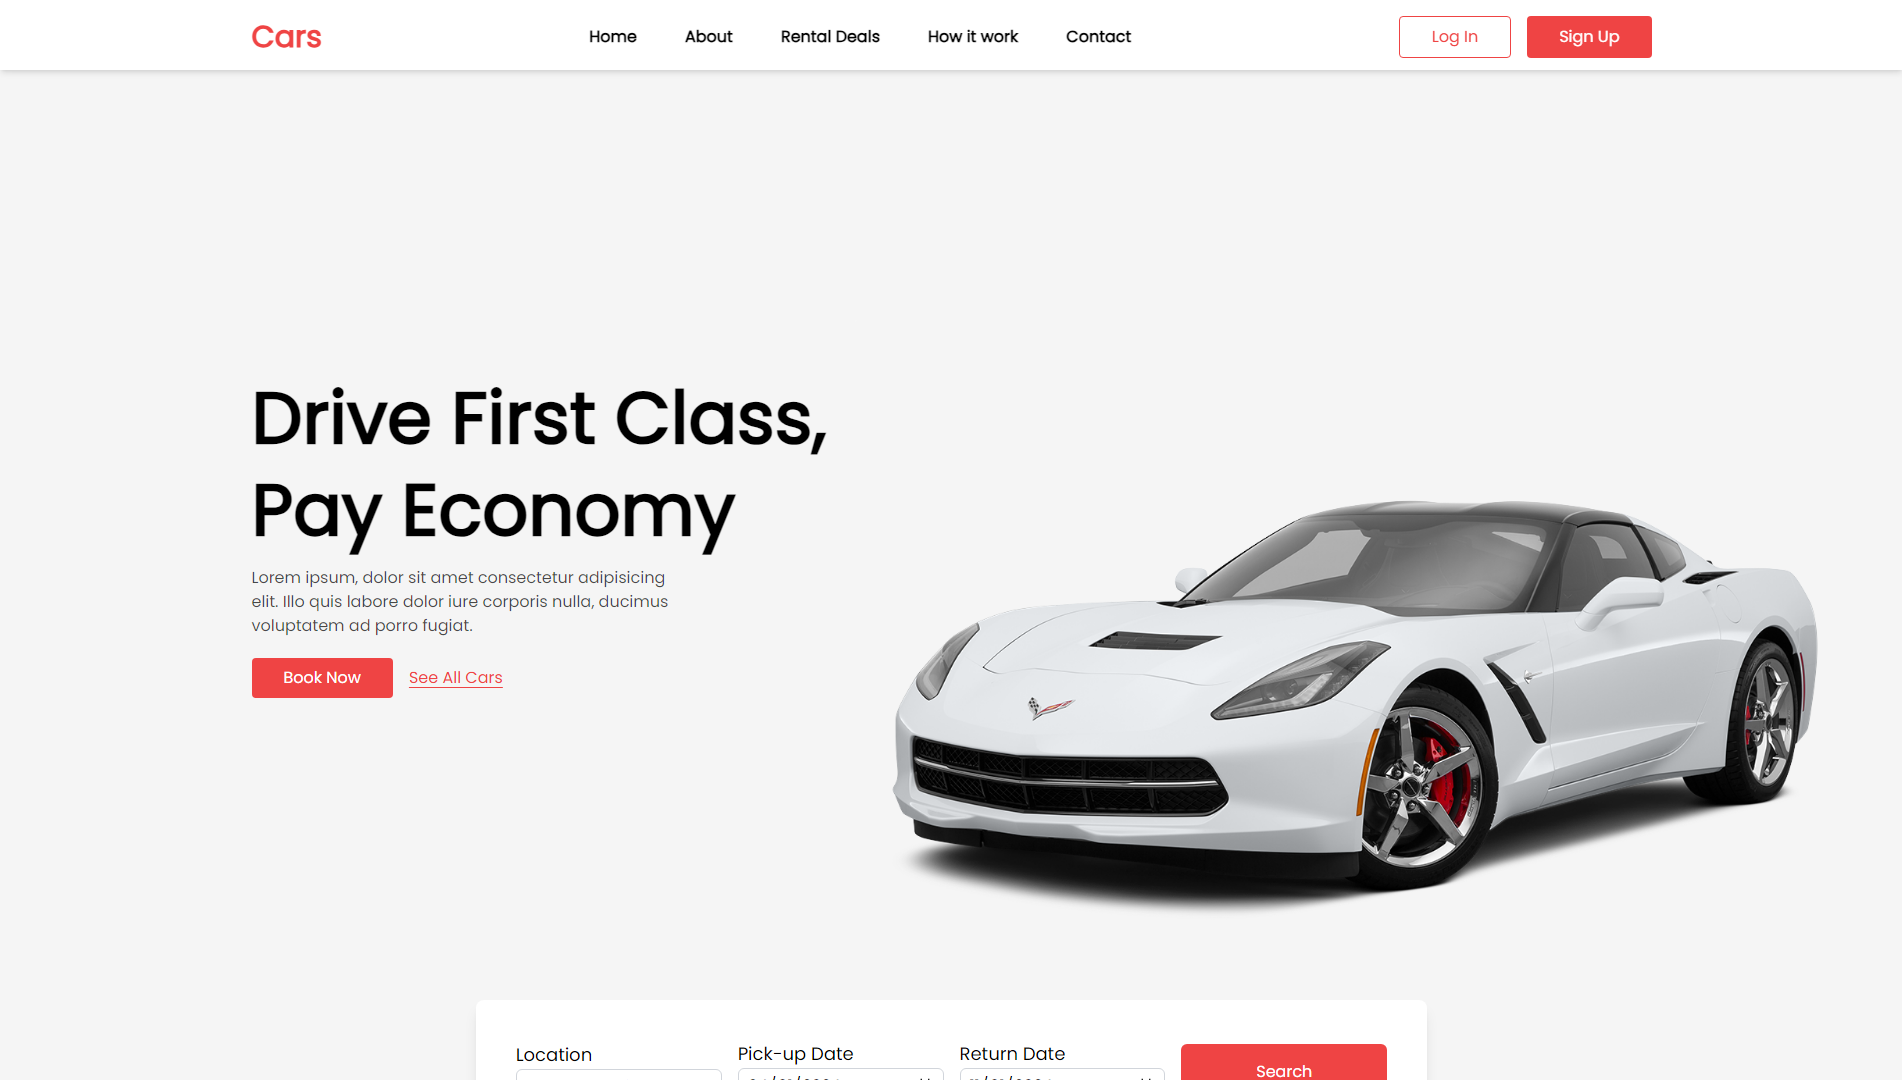 Cars
Home
About
Rental Deals
How it work
Contact
Log In
Sign Up
Drive First Class,
Pay Economy
Lorem ipsum, dolor sit amet consectetur adipisicing
elit. Illo quis labore dolor iure corporis nulla, ducimus
voluptatem ad porro fugiat.
Book Now
See All Cars
Location
Pick-up Date
Return Date
Search